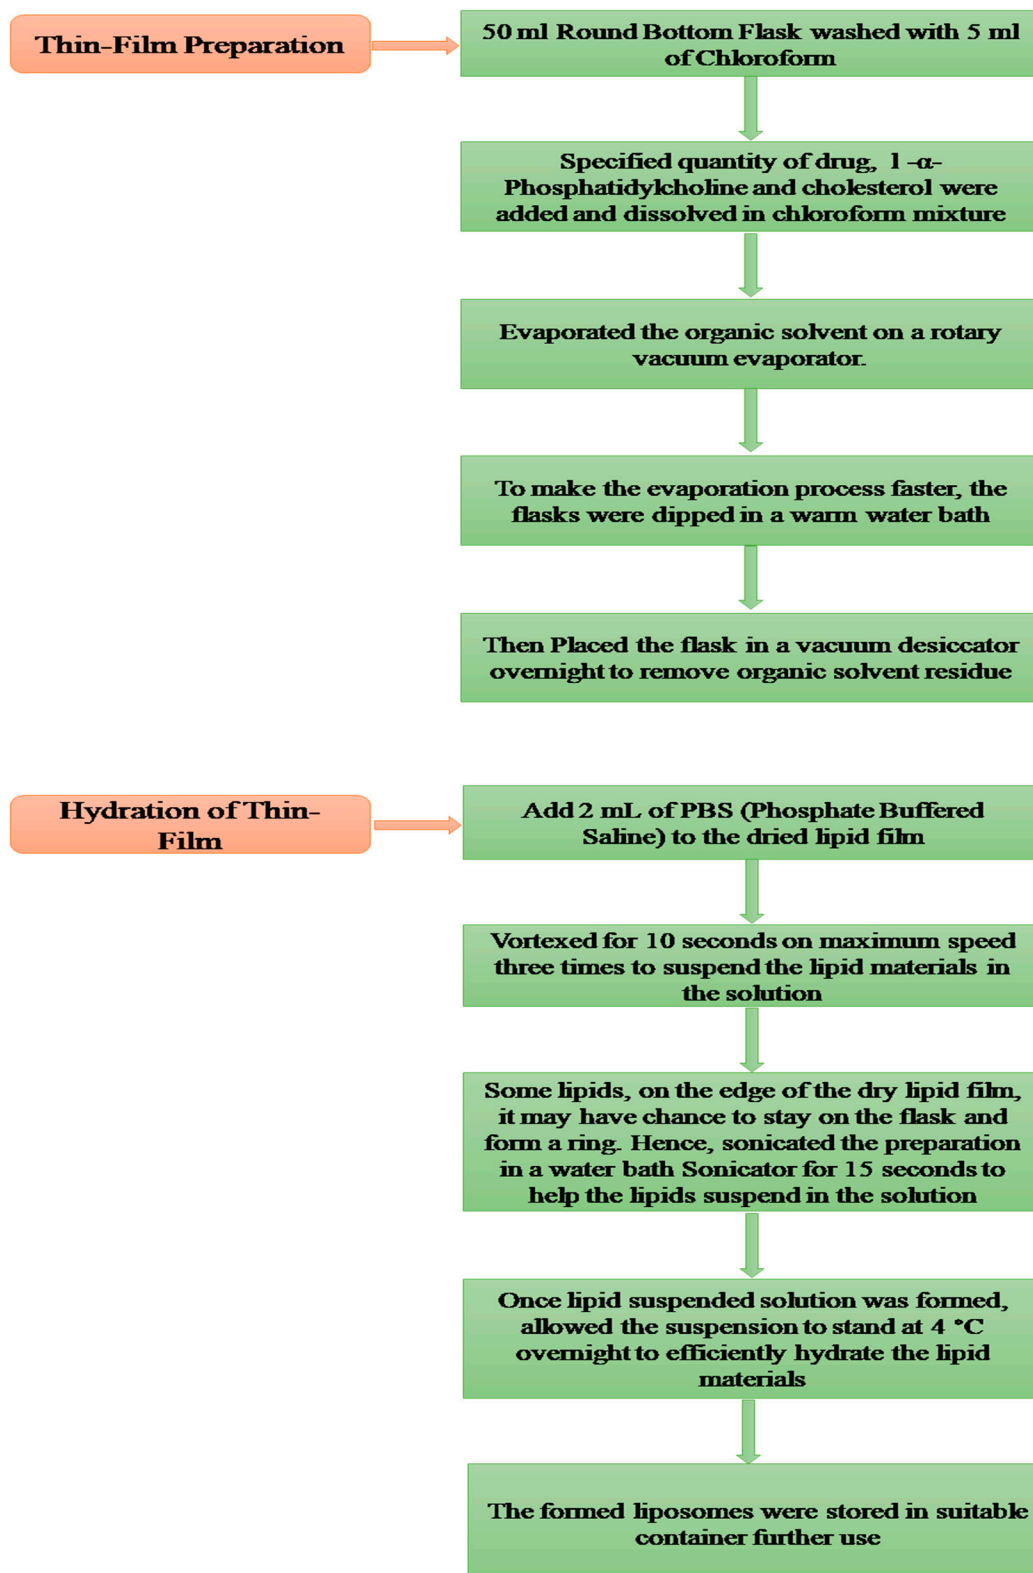 Thin-Film Preparation
50 ml Round Bottom Flask washed with 5 ml
of Chloroform
Specified quantity of drug, 1 -α-
Phosphatidylcholine and cholesterol were
added and dissolved in chloroform mixture
Evaporated the organic solvent on a rotary
vacuum evaporator.
To make the evaporation process faster, the
flasks were dipped in a warm water bath
Then Placed the flask in a vacuum desiccator
overnight to remove organic solvent residue
Hydration of Thin-
Film
Add 2 mL of PBS (Phosphate Buffered
Saline) to the dried lipid film
Vortexed for 10 seconds on maximum speed
three times to suspend the lipid materials in
the solution
Some lipids, on the edge of the dry lipid film,
it may have chance to stay on the flask and
form a ring. Hence, sonicated the preparation
in a water bath Sonicator for 15 seconds to
help the lipids suspend in the solution
Once lipid suspended solution was formed,
allowed the suspension to stand at 4 °C
overnight to efficiently hydrate the lipid
materials
The formed liposomes were stored in suitable
container further use